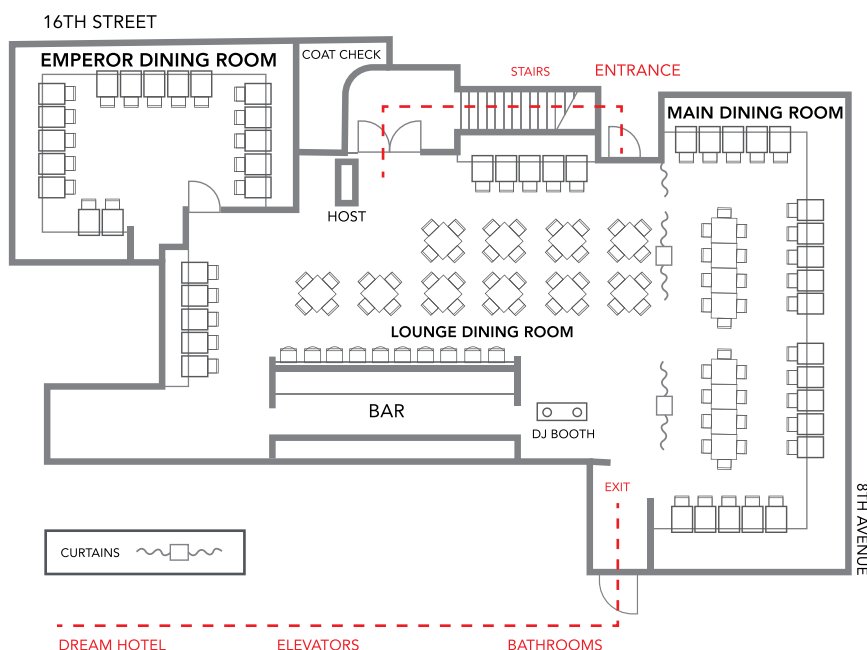 16TH STREET
EMPEROR DINING ROOM
COAT CHECK
STAIRS
ENTRANCE
MAIN DINING ROOM
HOST
LOUNGE DINING ROOM
BAR
DJ BOOTH
EXIT
8TH AVENUE
CURTAINS
DREAM HOTEL
ELEVATORS
BATHROOMS